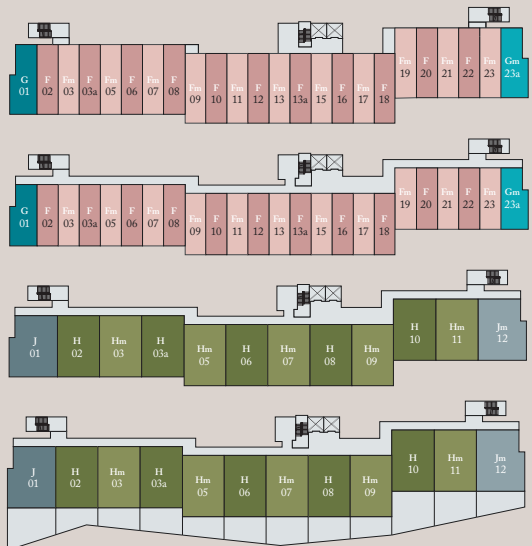 G F Fm F Fm F Fm F
01 02 03 03a 05 06 07 08
Fm F Fm F Fm F Fm F Fm F
09 10 11 12 13 13a 15 16 17 18
Fm F Fm F Fm Gm
19 20 21 22 23 23a
G F Fm F Fm F Fm F
01 02 03 03a 05 06 07 08
Fm F Fm F Fm F Fm F Fm F
09 10 11 12 13 13a 15 16 17 18
Fm F Fm F Fm Gm
19 20 21 22 23 23a
J H Hm H
01 02 03 03a
Hm H Hm H Hm
05 06 07 08 09
H Hm Jm
10 11 12
J H Hm H
01 02 03 03a
Hm H Hm H Hm
05 06 07 08 09
H Hm Jm
10 11 12